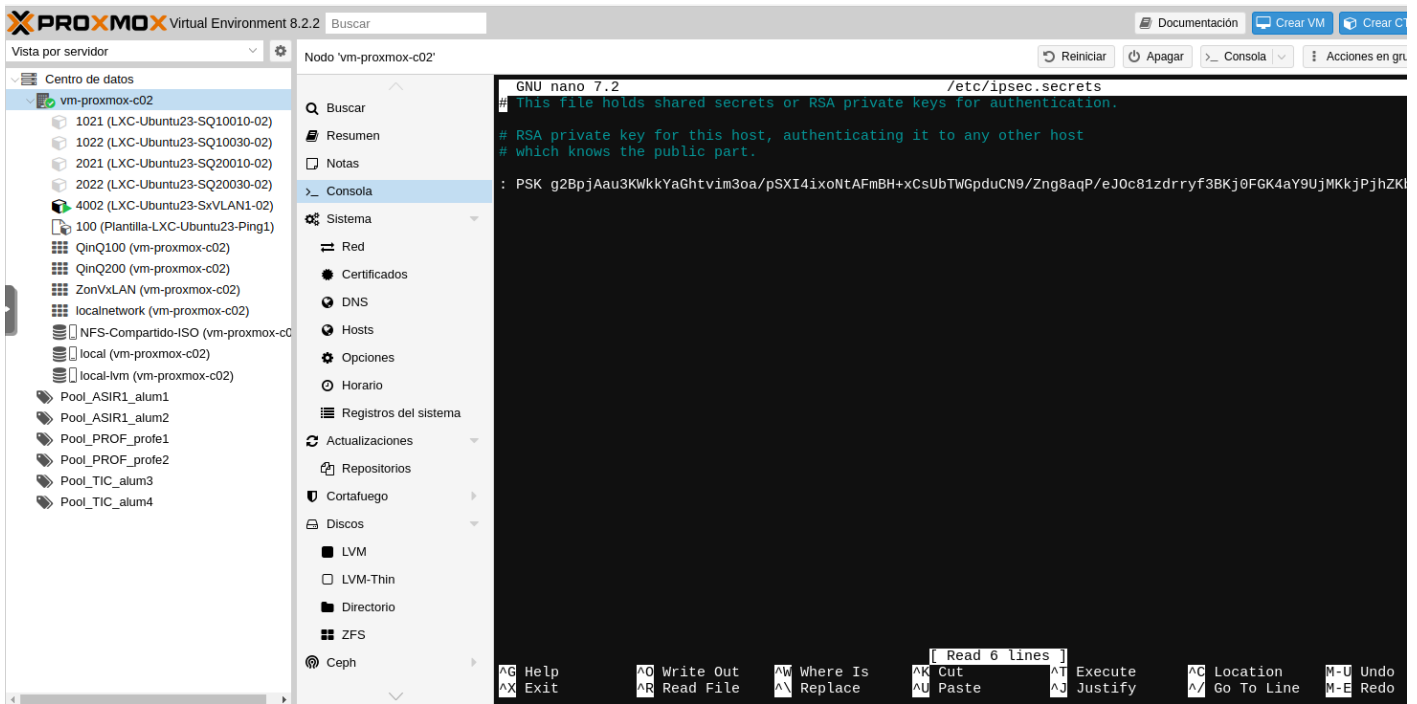 PROXMOX Virtual Environment 8.2.2 Buscar Documentación Crear VM Crear CT
Vista por servidor
Nodo 'vm-proxmox-c02' Reiniciar Apagar >_ Consola Acciones en gru
Centro de datos
vm-proxmox-c02
1021 (LXC-Ubuntu23-SQ10010-02)
1022 (LXC-Ubuntu23-SQ10030-02)
2021 (LXC-Ubuntu23-SQ20010-02)
2022 (LXC-Ubuntu23-SQ20030-02)
4002 (LXC-Ubuntu23-SxVLAN1-02)
100 (Plantilla-LXC-Ubuntu23-Ping1)
QinQ100 (vm-proxmox-c02)
QinQ200 (vm-proxmox-c02)
ZonVxLAN (vm-proxmox-c02)
localnetwork (vm-proxmox-c02)
NFS-Compartido-ISO (vm-proxmox-c0
local (vm-proxmox-c02)
local-lvm (vm-proxmox-c02)
Pool_ASIR1_alum1
Pool_ASIR1_alum2
Pool_PROF_profe1
Pool_PROF_profe2
Pool_TIC_alum3
Pool_TIC_alum4
Buscar
Resumen
Notas
>_ Consola
Sistema
Red
Certificados
DNS
Hosts
Opciones
Horario
Registros del sistema
Actualizaciones
Repositorios
Cortafuego
Discos
LVM
LVM-Thin
Directorio
ZFS
Ceph
GNU nano 7.2 /etc/ipsec.secrets
# This file holds shared secrets or RSA private keys for authentication.
# RSA private key for this host, authenticating it to any other host
# which knows the public part.
: PSK g2BpjAau3KWkkYaGhtvim3oa/pSXI4ixoNtAFmBH+xCsUbTWGpduCN9/Zng8aqP/eJOc81zdrryf3BKj0FGK4aY9UjMKkjPjhZKb
[ Read 6 lines ]
^G Help ^O Write Out ^W Where Is ^K Cut ^T Execute ^C Location M-U Undo
^X Exit ^R Read File ^\ Replace ^U Paste ^J Justify ^/ Go To Line M-E Redo